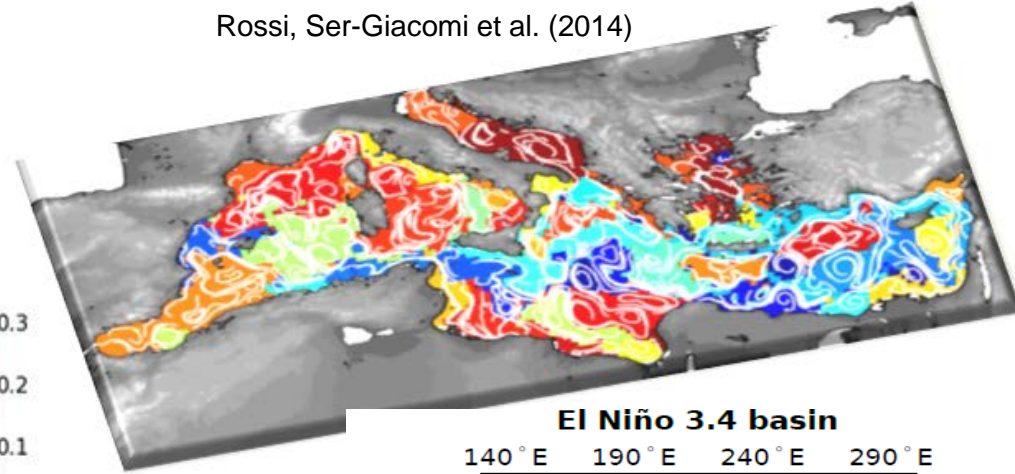 Rossi, Ser-Giacomi et al. (2014)
0.3
0.2
0.1
El Niño 3.4 basin
140°E 190°E 240°E 290°E